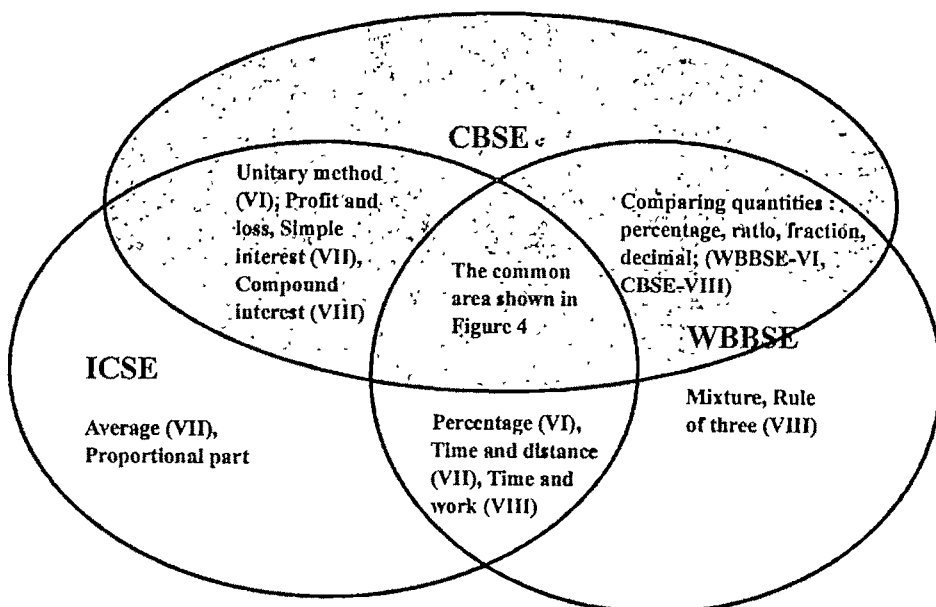 CBSE
Unitary method
(VI); Profit and
loss, Simple
interest (VII),
Compound
interest (VIII)
Comparing quantities :
percentage, ratio, fraction,
decimal; (WBBSE-VI,
CBSE-VIII)
The common
area shown in
Figure 4
WBBSE
ICSE
Mixture, Rule
of three (VIII)
Average (VII),
Proportional part
Percentage (VI),
Time and distance
(VII), Time and
work (VIII)